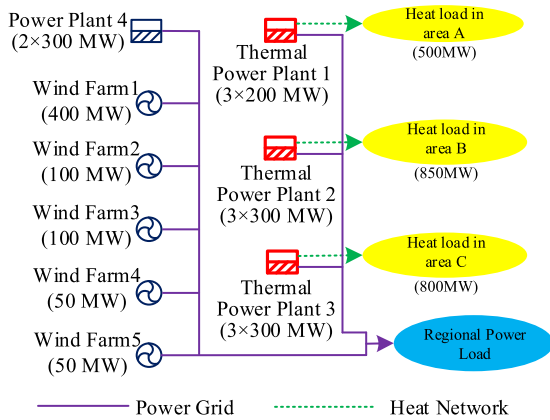 Power Plant 4
(2×300 MW)
Wind Farm1
(400 MW)
Wind Farm2
(100 MW)
Wind Farm3
(100 MW)
Wind Farm4
(50 MW)
Wind Farm5
(50 MW)
Thermal
Power Plant 1
(3×200 MW)
Thermal
Power Plant 2
(3×300 MW)
Thermal
Power Plant 3
(3×300 MW)
Heat load in
area A
(500MW)
Heat load in
area B
(850MW)
Heat load in
area C
(800MW)
Regional Power
Load
Power Grid
Heat Network